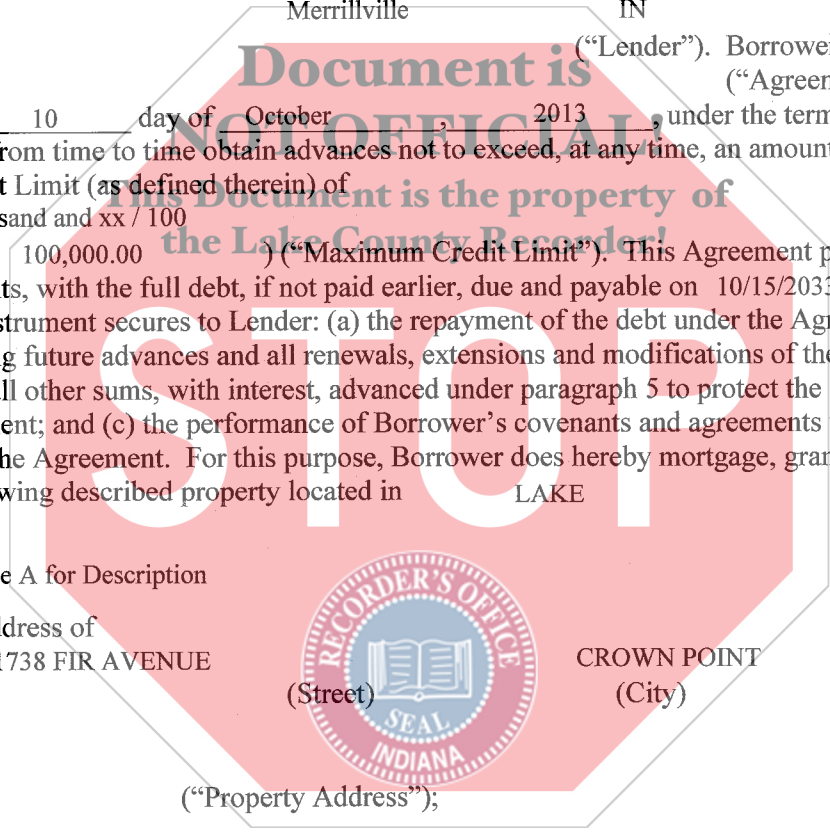 Merrillville IN
("Lender"). Borrower
("Agreem
Document is
10 day of October , 2013 , under the term
NOT OFFICIAL!
rom time to time obtain advances not to exceed, at any time, an amount
t Limit (as defined therein) of
This Document is the property of
sand and xx / 100
the Lake County Recorder!
100,000.00 ) ("Maximum Credit Limit"). This Agreement p
ts, with the full debt, if not paid earlier, due and payable on 10/15/2033
strument secures to Lender: (a) the repayment of the debt under the Agr
g future advances and all renewals, extensions and modifications of the
ll other sums, with interest, advanced under paragraph 5 to protect the
ent; and (c) the performance of Borrower's covenants and agreements
he Agreement. For this purpose, Borrower does hereby mortgage, gran
wing described property located in LAKE
STOP
e A for Description
dress of
1738 FIR AVENUE CROWN POINT
(Street) (City)
RECORDER'S OFFICE
SEAL
INDIANA
("Property Address");